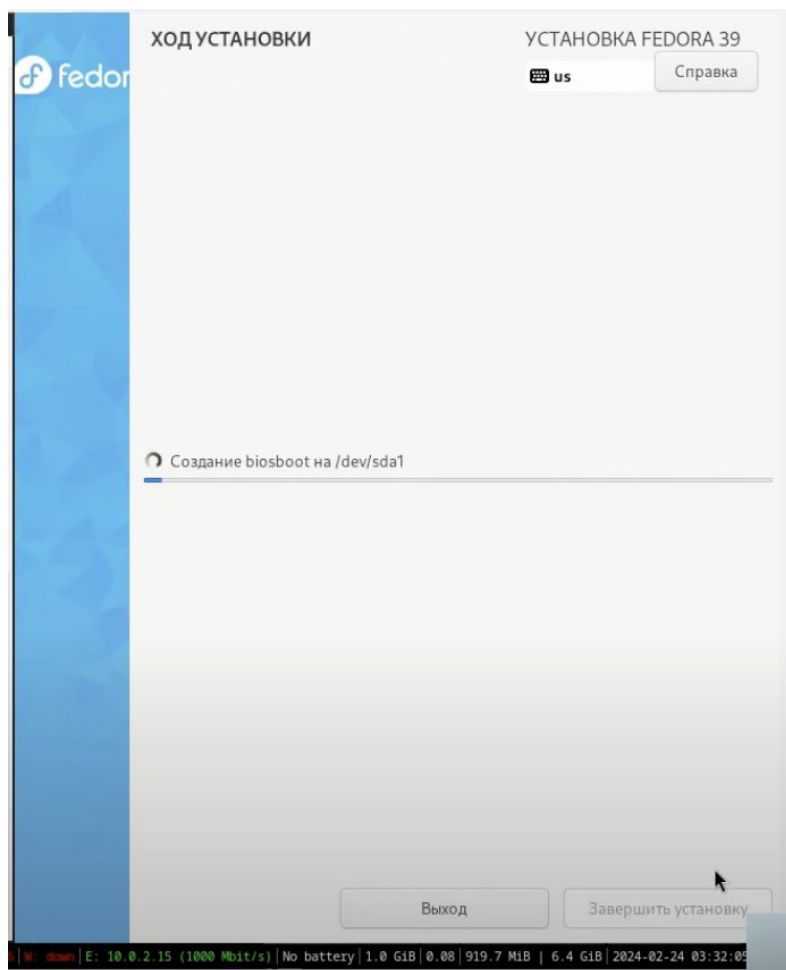 ХОД УСТАНОВКИ
УСТАНОВКА FEDORA 39
fedor
us
Справка
Создание biosboot на /dev/sda1
Выход
Завершить установку
W: down | E: 10.0.2.15 (1000 Mbit/s) | No battery | 1.0 GiB | 0.08 | 919.7 MiB | 6.4 GiB | 2024-02-24 03:32:05